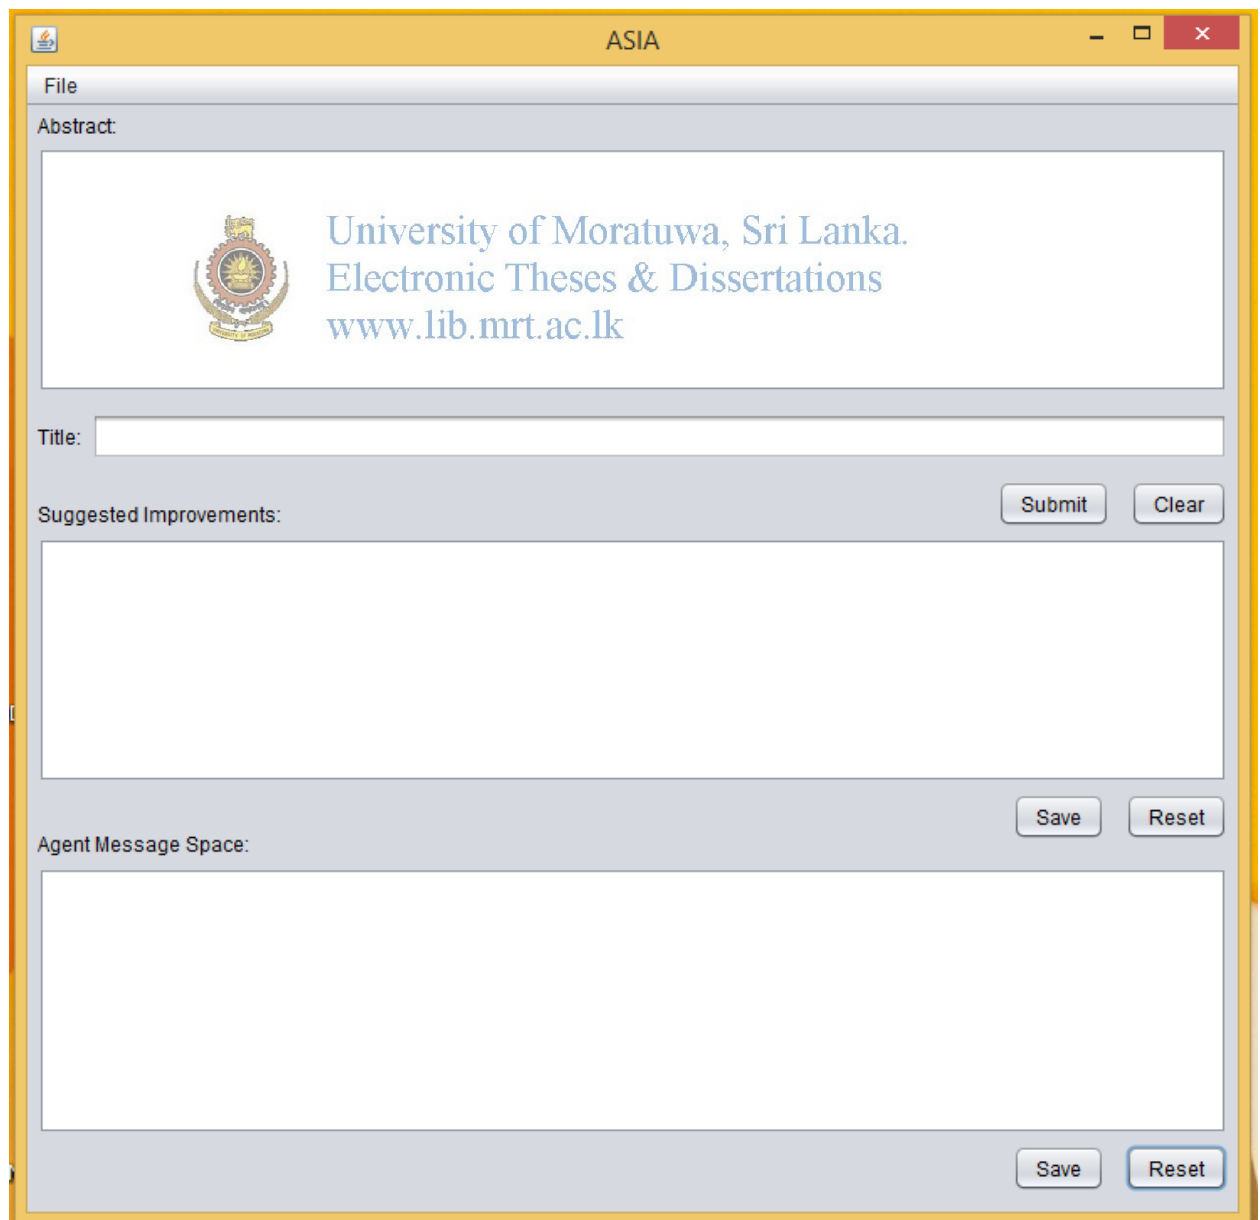 ASIA
File
Abstract:
University of Moratuwa, Sri Lanka.
Electronic Theses & Dissertations
www.lib.mrt.ac.lk
Title:
Submit
Clear
Suggested Improvements:
Save
Reset
Agent Message Space:
Save
Reset